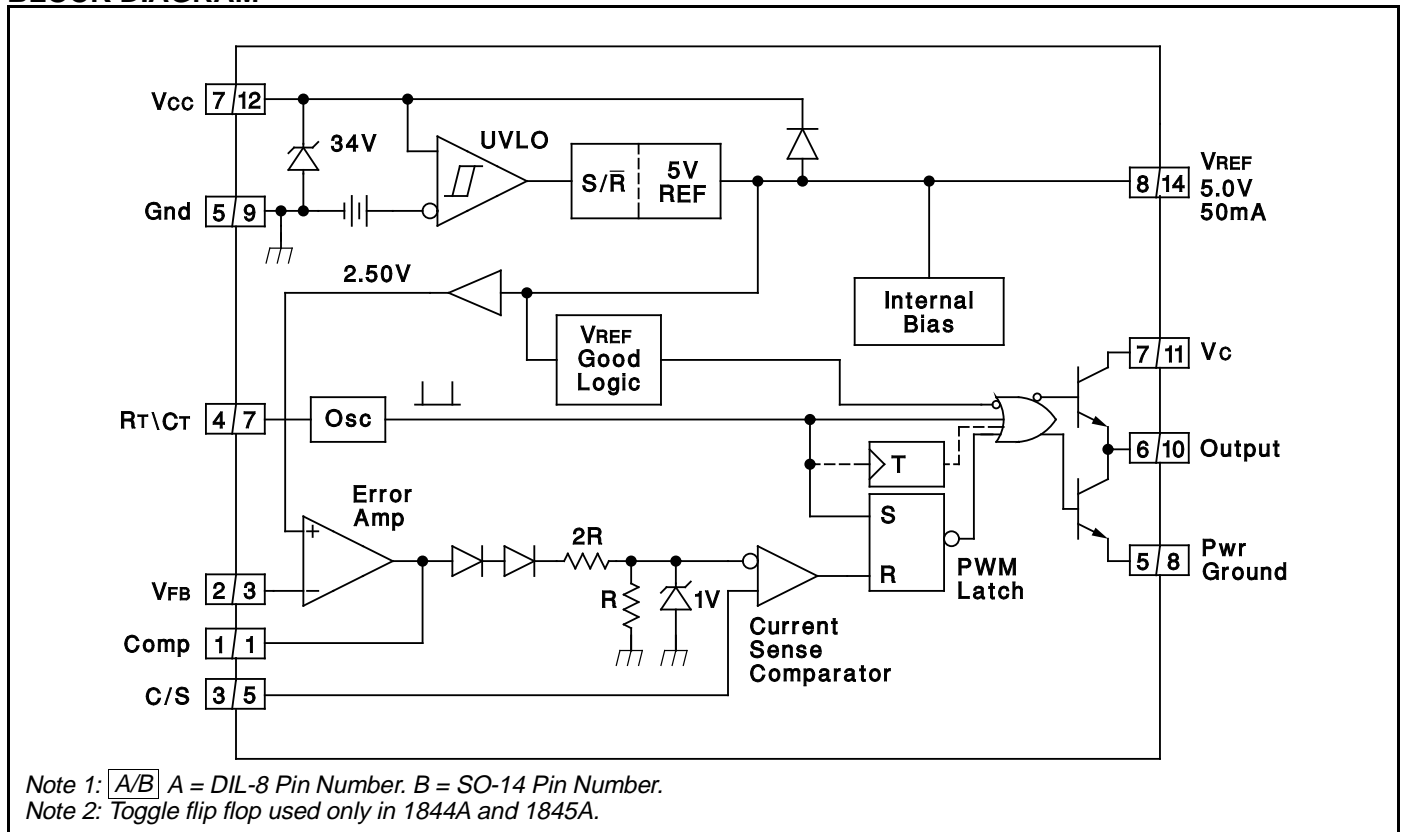 BLOCK DIAGRAM
Vcc 7/12
34V
UVLO
S/R̅
5V
REF
8/14
VREF
5.0V
50mA
Gnd 5/9
2.50V
Internal
Bias
VREF
Good
Logic
7/11 Vc
RT\CT 4/7
Osc
T
6/10 Output
Error
Amp
+
−
2R
R
1V
S
R
PWM
Latch
5/8
Pwr
Ground
VFB 2/3
Comp 1/1
Current
Sense
Comparator
C/S 3/5
Note 1: A/B A = DIL-8 Pin Number. B = SO-14 Pin Number.
Note 2: Toggle flip flop used only in 1844A and 1845A.